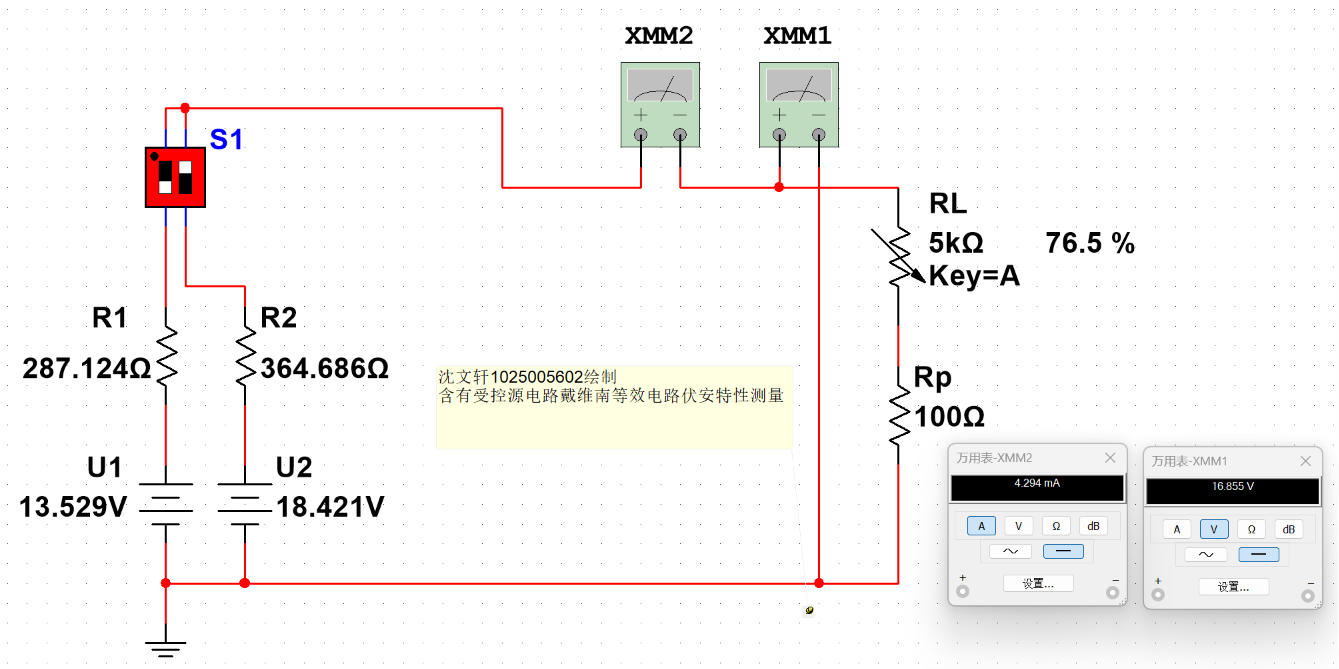 XMM2
XMM1
S1
RL
5kΩ 76.5 %
Key=A
R1
287.124Ω
R2
364.686Ω
沈文轩1025005602绘制
含有受控源电路戴维南等效电路伏安特性测量
Rp
100Ω
U1
13.529V
U2
18.421V
万用表-XMM2
4.294 mA
A V Ω dB
设置...
+ −
万用表-XMM1
16.855 V
A V Ω dB
设置...
+ −